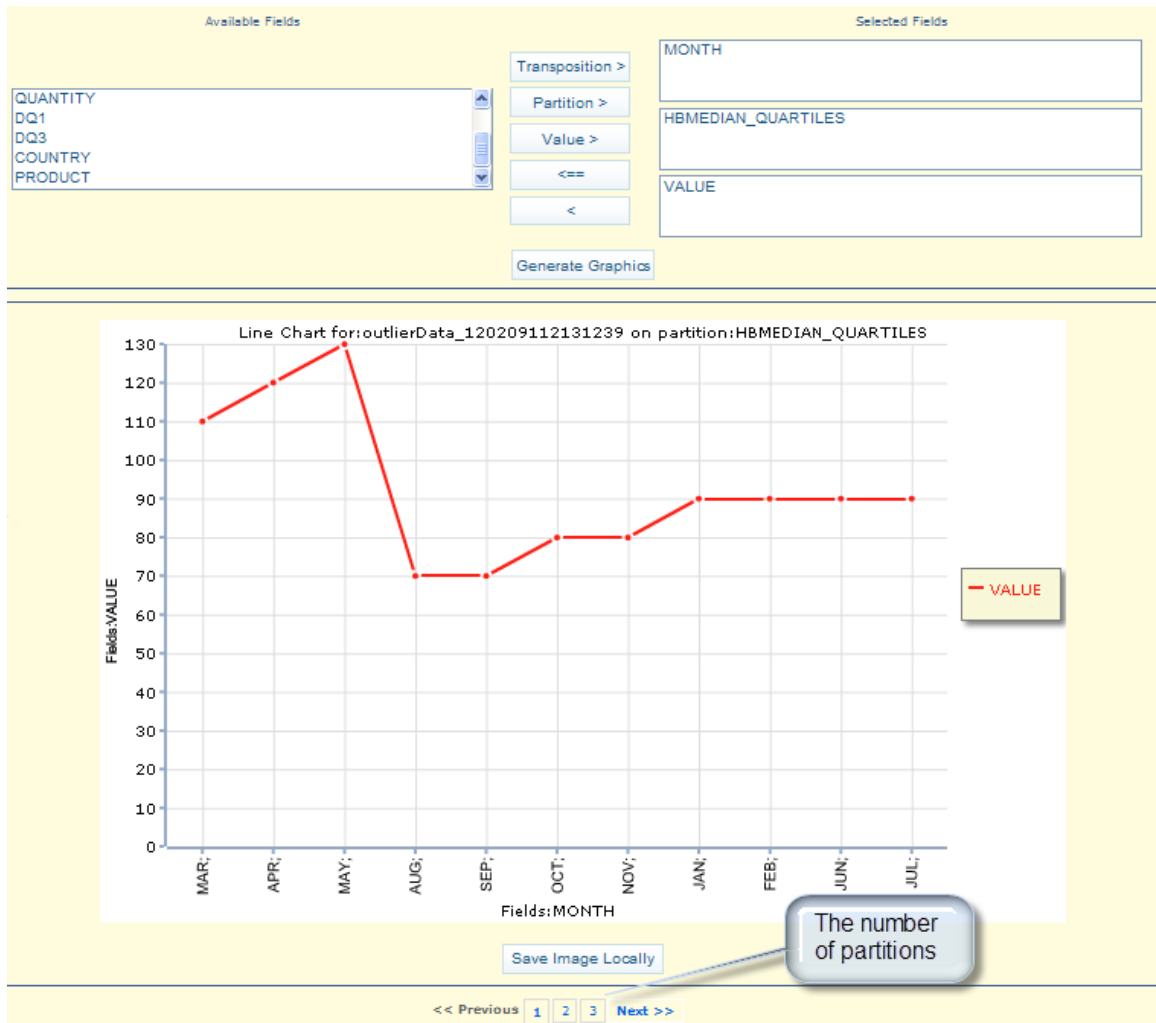 Available Fields
Selected Fields
QUANTITY
DQ1
DQ3
COUNTRY
PRODUCT
Transposition >
Partition >
Value >
<==
<
Generate Graphics
MONTH
HBMEDIAN_QUARTILES
VALUE
Line Chart for:outlierData_120209112131239 on partition:HBMEDIAN_QUARTILES
130
120
110
100
90
80
70
60
50
40
30
20
10
0
Fields:VALUE
MAR;
APR;
MAY;
AUG;
SEP;
OCT;
NOV;
JAN;
FEB;
JUN;
JUL;
Fields:MONTH
VALUE
The number
of partitions
Save Image Locally
<< Previous 1 2 3 Next >>